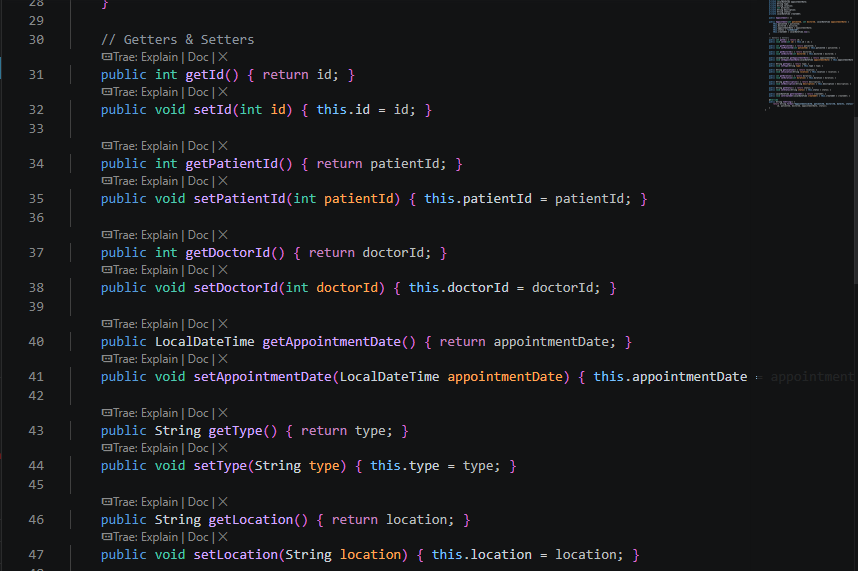 28 }
29
30 // Getters & Setters
Trae: Explain | Doc | X
31 public int getId() { return id; }
Trae: Explain | Doc | X
32 public void setId(int id) { this.id = id; }
33
Trae: Explain | Doc | X
34 public int getPatientId() { return patientId; }
Trae: Explain | Doc | X
35 public void setPatientId(int patientId) { this.patientId = patientId; }
36
Trae: Explain | Doc | X
37 public int getDoctorId() { return doctorId; }
Trae: Explain | Doc | X
38 public void setDoctorId(int doctorId) { this.doctorId = doctorId; }
39
Trae: Explain | Doc | X
40 public LocalDateTime getAppointmentDate() { return appointmentDate; }
Trae: Explain | Doc | X
41 public void setAppointmentDate(LocalDateTime appointmentDate) { this.appointmentDate = appointment
42
Trae: Explain | Doc | X
43 public String getType() { return type; }
Trae: Explain | Doc | X
44 public void setType(String type) { this.type = type; }
45
Trae: Explain | Doc | X
46 public String getLocation() { return location; }
Trae: Explain | Doc | X
47 public void setLocation(String location) { this.location = location; }